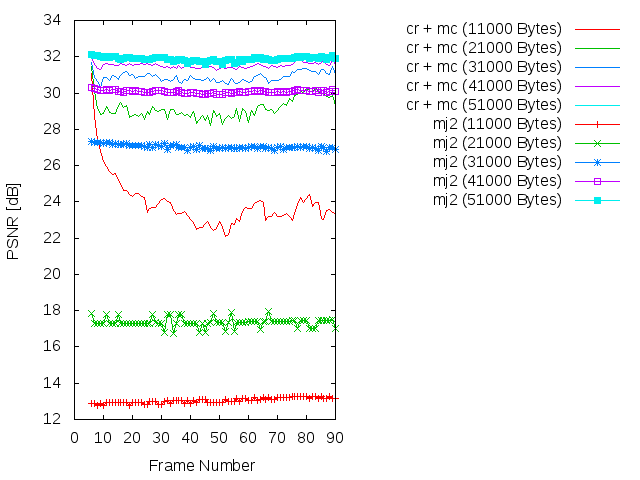 34
32
30
28
26
24
22
20
18
16
14
12
PSNR [dB]
0 10 20 30 40 50 60 70 80 90
Frame Number
cr + mc (11000 Bytes)
cr + mc (21000 Bytes)
cr + mc (31000 Bytes)
cr + mc (41000 Bytes)
cr + mc (51000 Bytes)
mj2 (11000 Bytes)
mj2 (21000 Bytes)
mj2 (31000 Bytes)
mj2 (41000 Bytes)
mj2 (51000 Bytes)